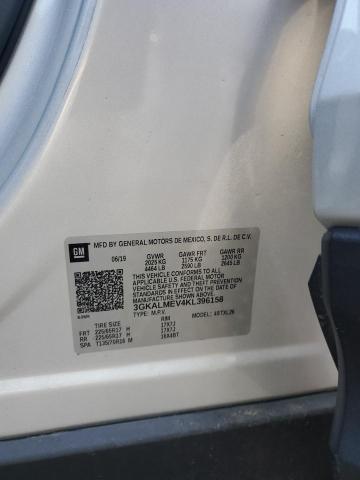 GM
MFD BY GENERAL MOTORS DE MEXICO, S. DE R.L. DE C.V.
06/19 GVWR GAWR FRT GAWR RR
2025 KG 1175 KG 1200 KG
4464 LB 2590 LB 2645 LB
THIS VEHICLE CONFORMS TO ALL APPLICABLE
U.S. FEDERAL MOTOR VEHICLE
SAFETY, AND THEFT PREVENTION STANDARDS
IN EFFECT ON THE DATE OF
MANUFACTURE SHOWN ABOVE.
3GKALMEV4KL396158
TYPE: M.P.V. MODEL: A9TXL26
TIRE SIZE RIM
FRT 225/65R17 H 17X7J
RR 225/65R17 H 17X7J
SPA T135/70R16 M 16X4BT